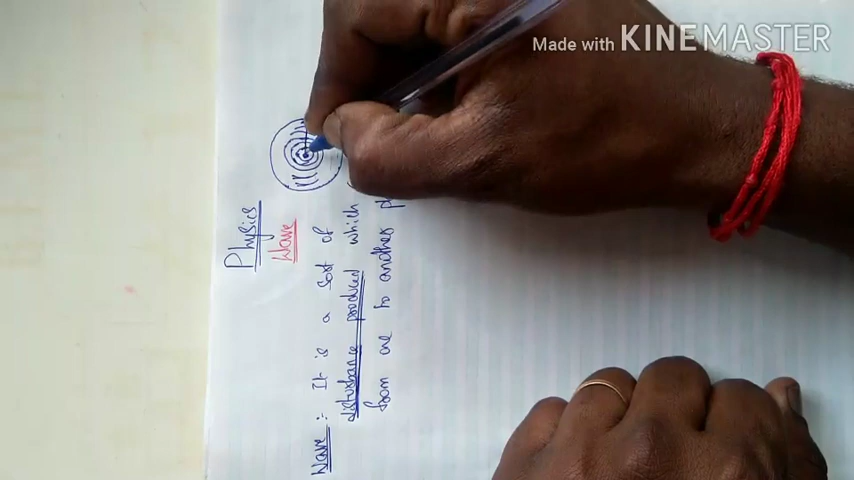 Made with KINEMASTER
Physics
Wave
Wave :- It is a sort of
disturbance produced which
from one to another